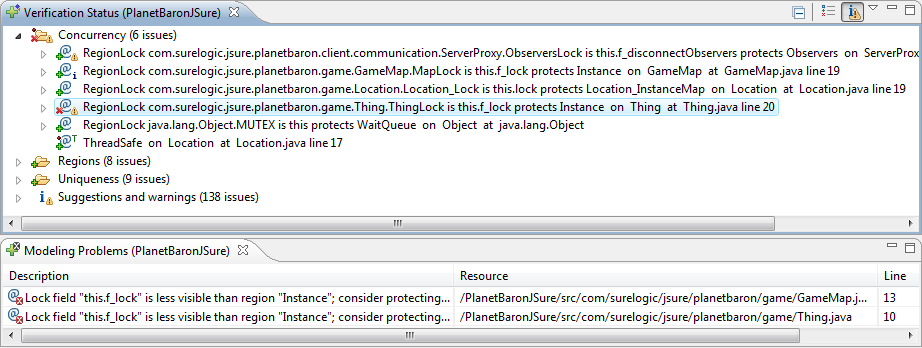 Verification Status (PlanetBaronJSure)
Concurrency (6 issues)
RegionLock com.surelogic.jsure.planetbaron.client.communication.ServerProxy.ObserversLock is this.f_disconnectObservers protects Observers on ServerProx
RegionLock com.surelogic.jsure.planetbaron.game.GameMap.MapLock is this.f_lock protects Instance on GameMap at GameMap.java line 19
RegionLock com.surelogic.jsure.planetbaron.game.Location.Location_Lock is this.lock protects Location_InstanceMap on Location at Location.java line 19
RegionLock com.surelogic.jsure.planetbaron.game.Thing.ThingLock is this.f_lock protects Instance on Thing at Thing.java line 20
RegionLock java.lang.Object.MUTEX is this protects WaitQueue on Object at java.lang.Object
ThreadSafe on Location at Location.java line 17
Regions (8 issues)
Uniqueness (9 issues)
Suggestions and warnings (138 issues)
Modeling Problems (PlanetBaronJSure)
Description Resource Line
Lock field "this.f_lock" is less visible than region "Instance"; consider protecting... /PlanetBaronJSure/src/com/surelogic/jsure/planetbaron/game/GameMap.j... 13
Lock field "this.f_lock" is less visible than region "Instance"; consider protecting... /PlanetBaronJSure/src/com/surelogic/jsure/planetbaron/game/Thing.java 10